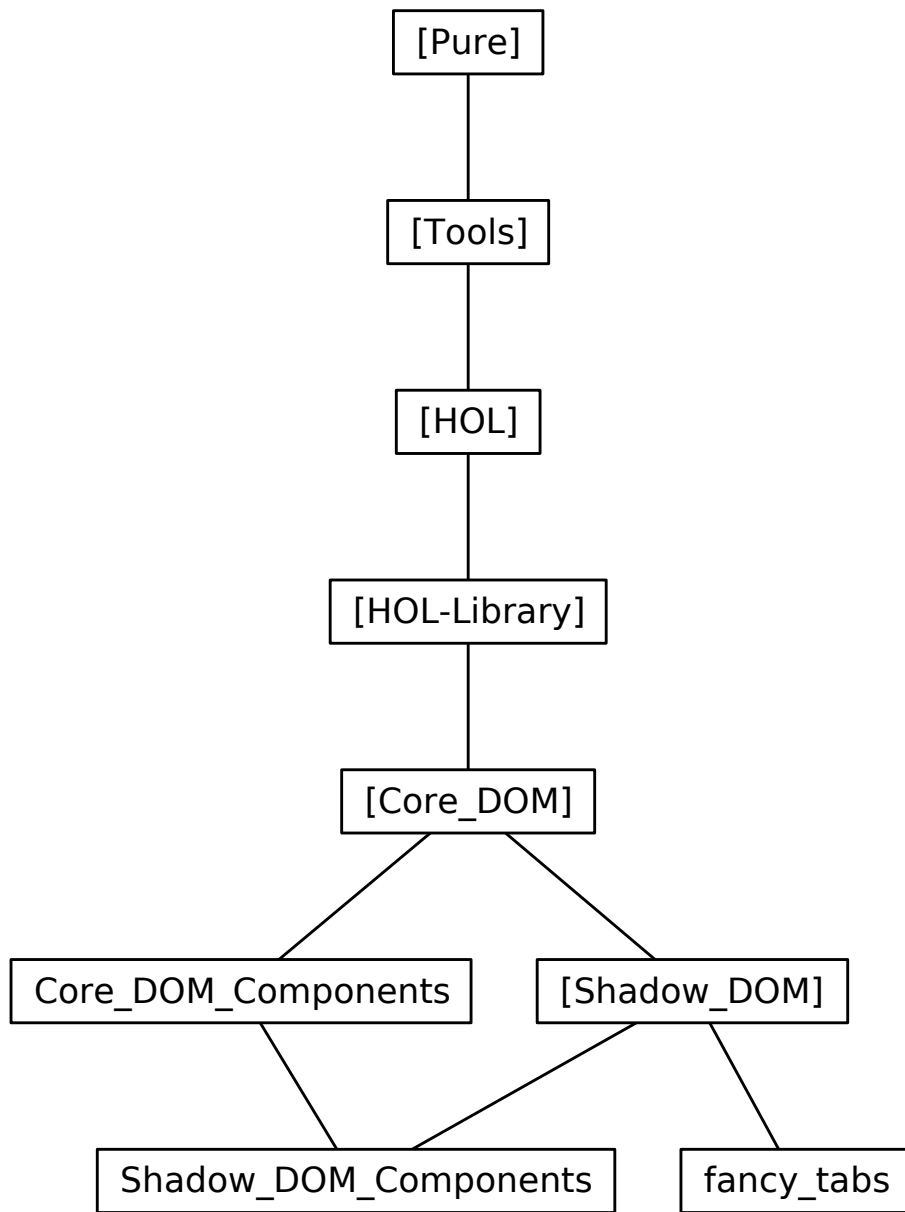 [Pure]
[Tools]
[HOL]
[HOL-Library]
[Core_DOM]
Core_DOM_Components
[Shadow_DOM]
Shadow_DOM_Components
fancy_tabs